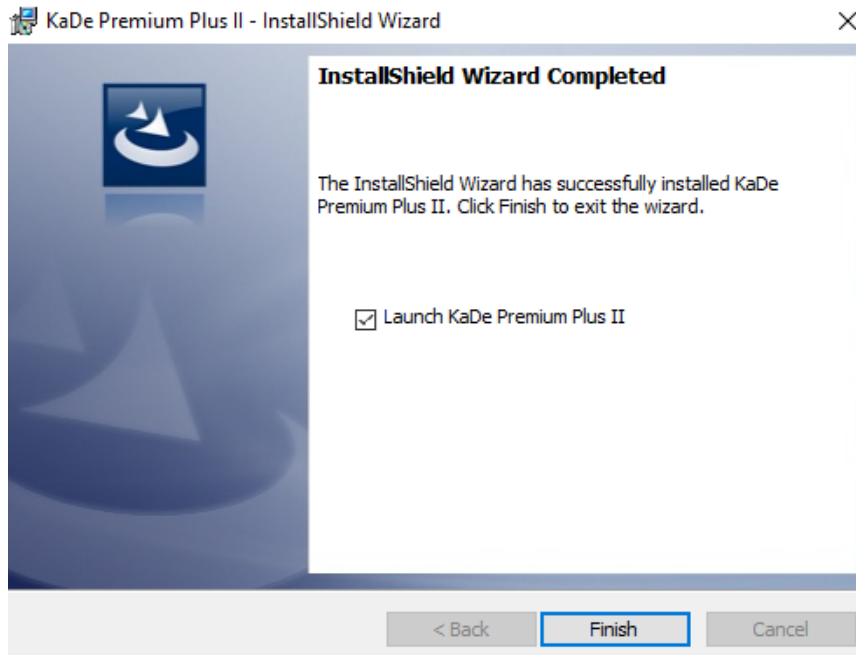 KaDe Premium Plus II - InstallShield Wizard
InstallShield Wizard Completed
The InstallShield Wizard has successfully installed KaDe
Premium Plus II. Click Finish to exit the wizard.
Launch KaDe Premium Plus II
< Back Finish Cancel